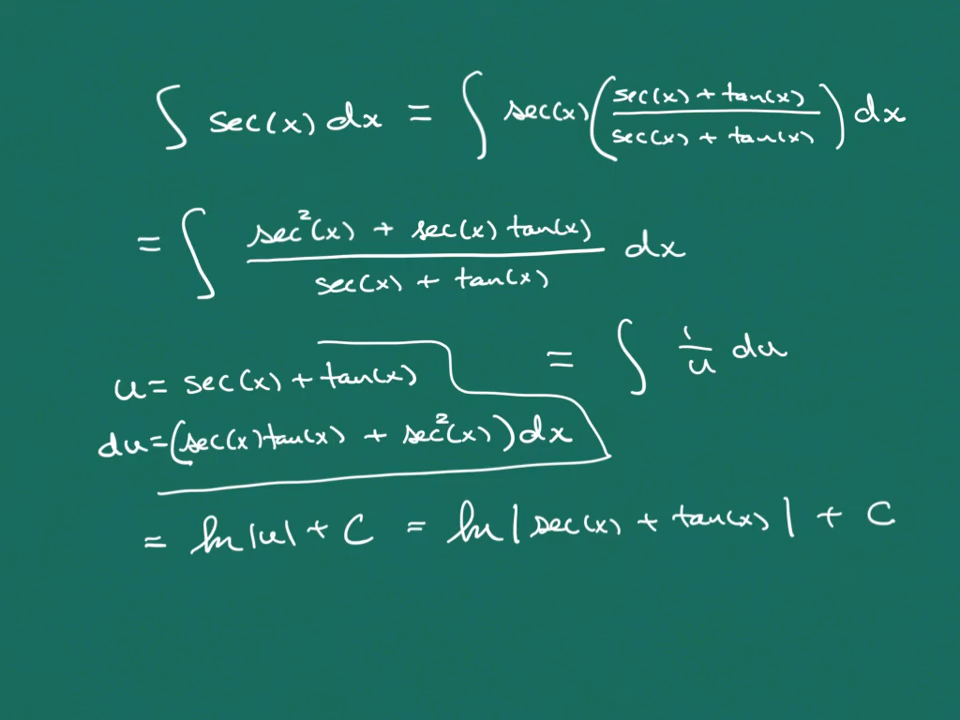 ∫ sec(x) dx = ∫ sec(x) ( (sec(x) + tan(x)) / (sec(x) + tan(x)) ) dx
= ∫ (sec²(x) + sec(x) tan(x)) / (sec(x) + tan(x)) dx
u = sec(x) + tan(x)
du = (sec(x)tan(x) + sec²(x)) dx
= ∫ 1/u du
= ln|u| + C = ln|sec(x) + tan(x)| + C